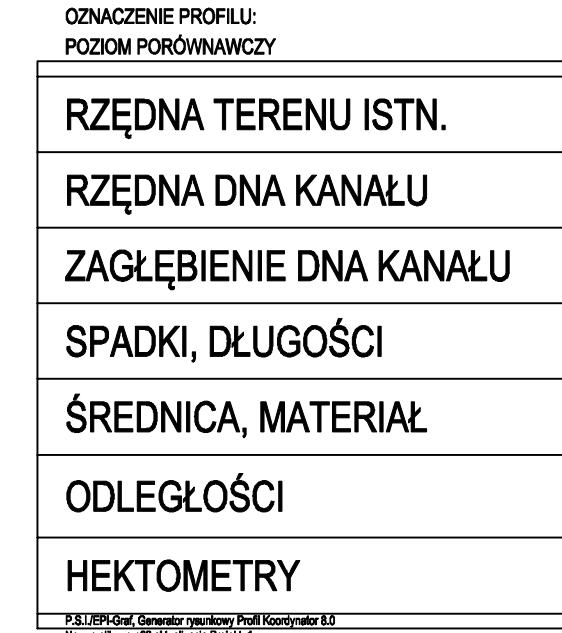 OZNACZENIE PROFILU:
POZIOM PORÓWNAWCZY
RZĘDNA TERENU ISTN.
RZĘDNA DNA KANAŁU
ZAGŁĘBIENIE DNA KANAŁU
SPADKI, DŁUGOŚCI
ŚREDNICA, MATERIAŁ
ODLEGŁOŚCI
HEKTOMETRY
P.S.I./EPI-Graf, Generator rysunkowy Profil Koordynator 8.0